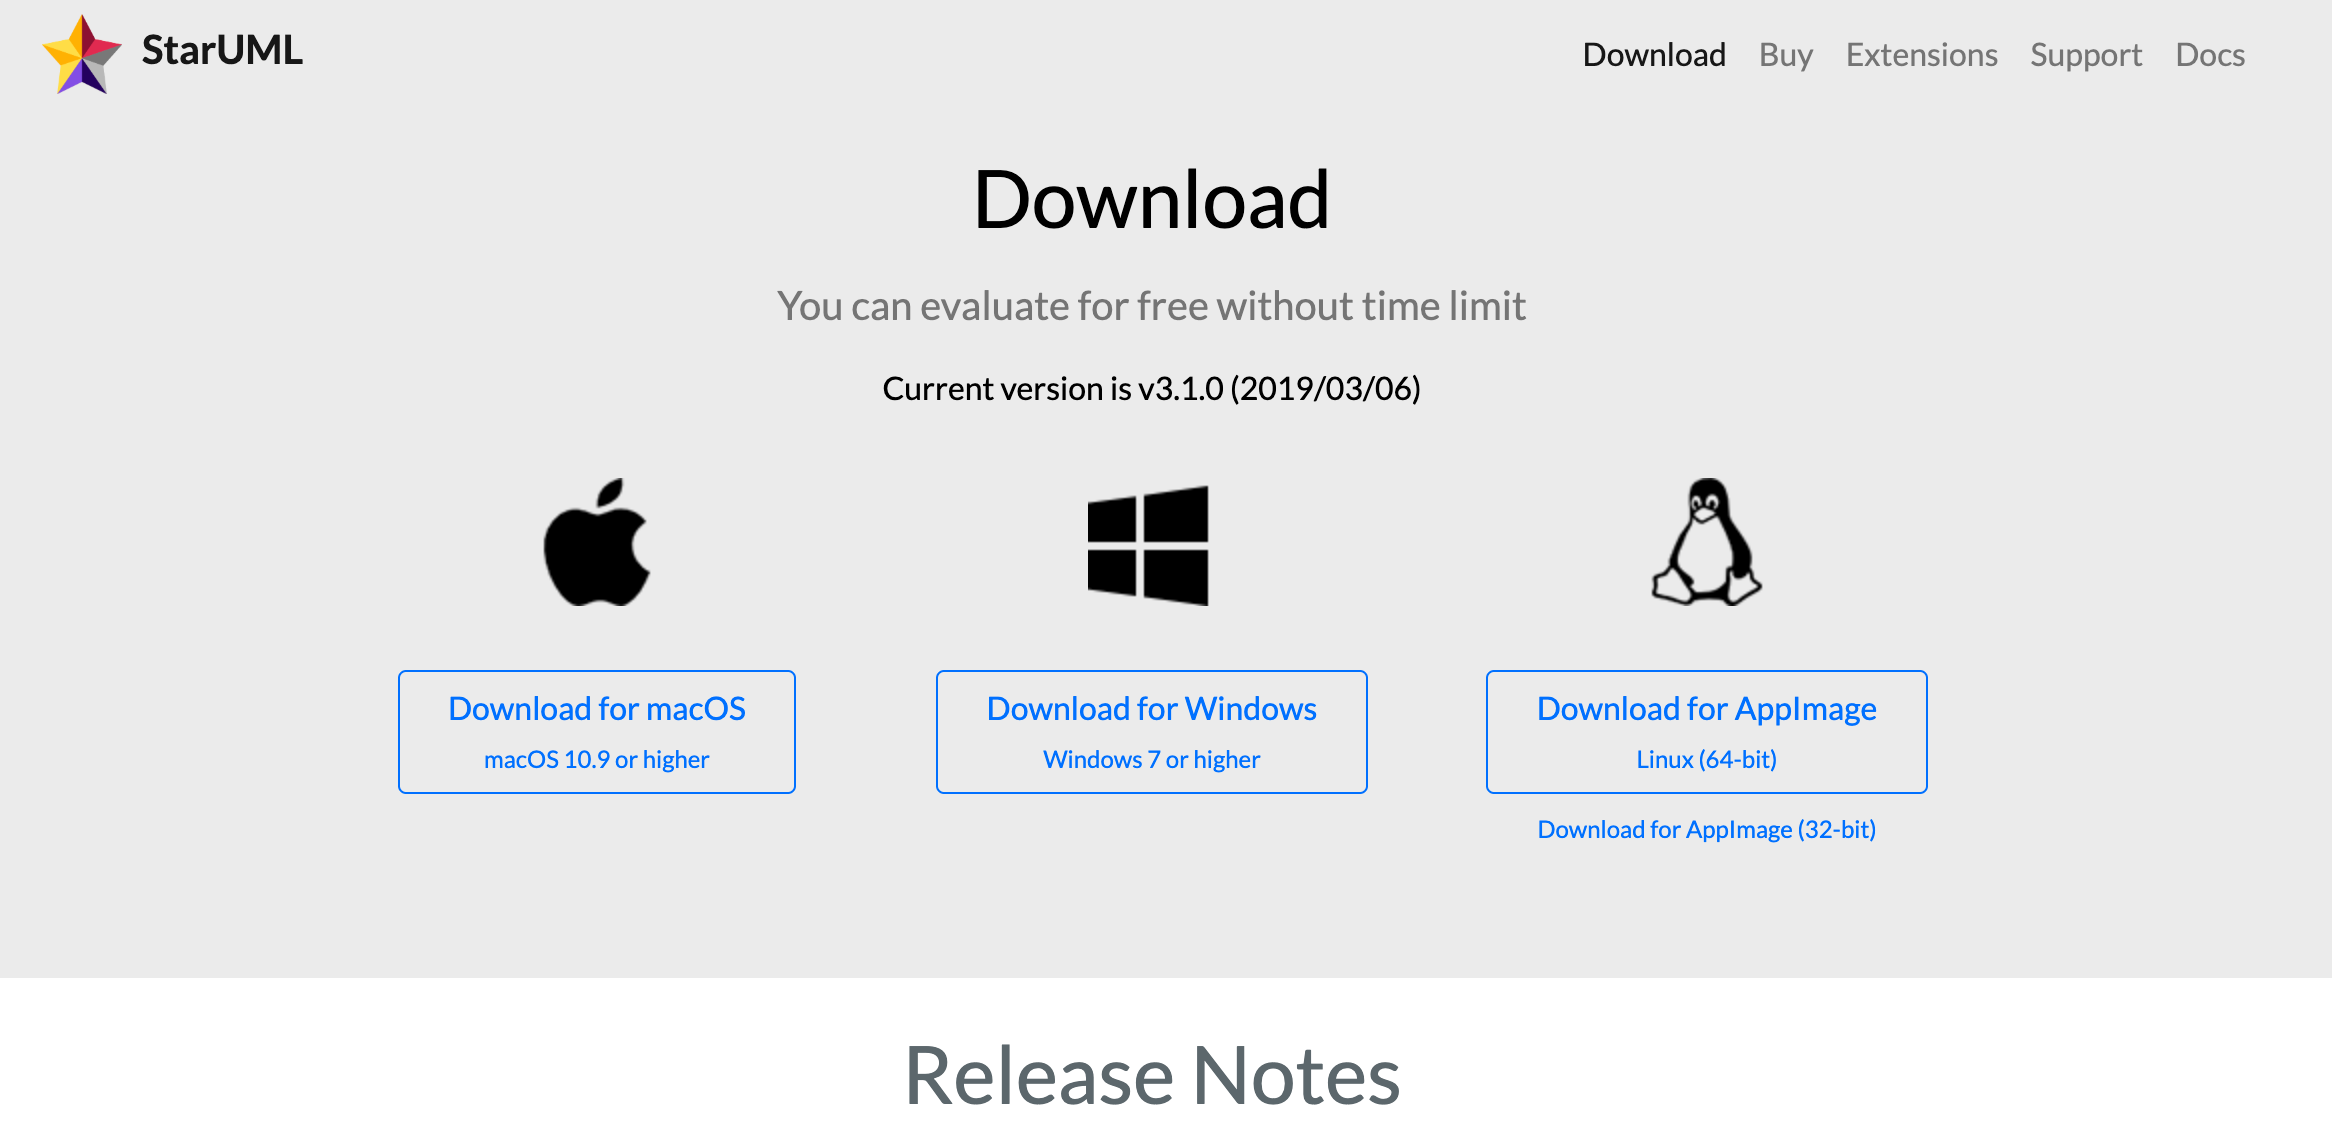 StarUML
Download Buy Extensions Support Docs
Download
You can evaluate for free without time limit
Current version is v3.1.0 (2019/03/06)
Download for macOS
macOS 10.9 or higher
Download for Windows
Windows 7 or higher
Download for AppImage
Linux (64-bit)
Download for AppImage (32-bit)
Release Notes